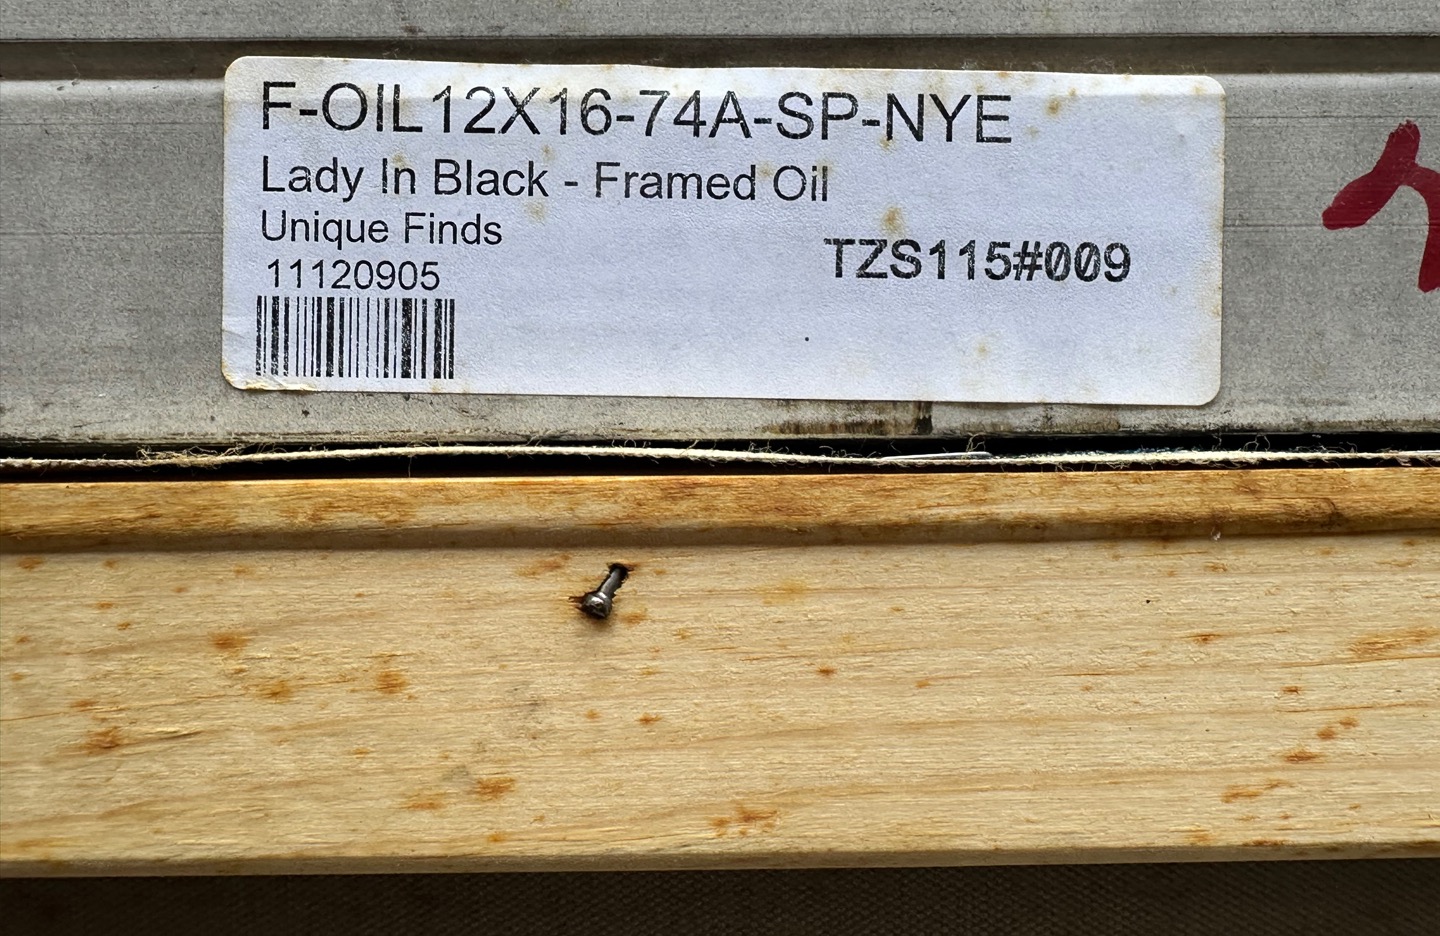 F-OIL12X16-74A-SP-NYE
Lady In Black - Framed Oil
Unique Finds
11120905
TZS115#009